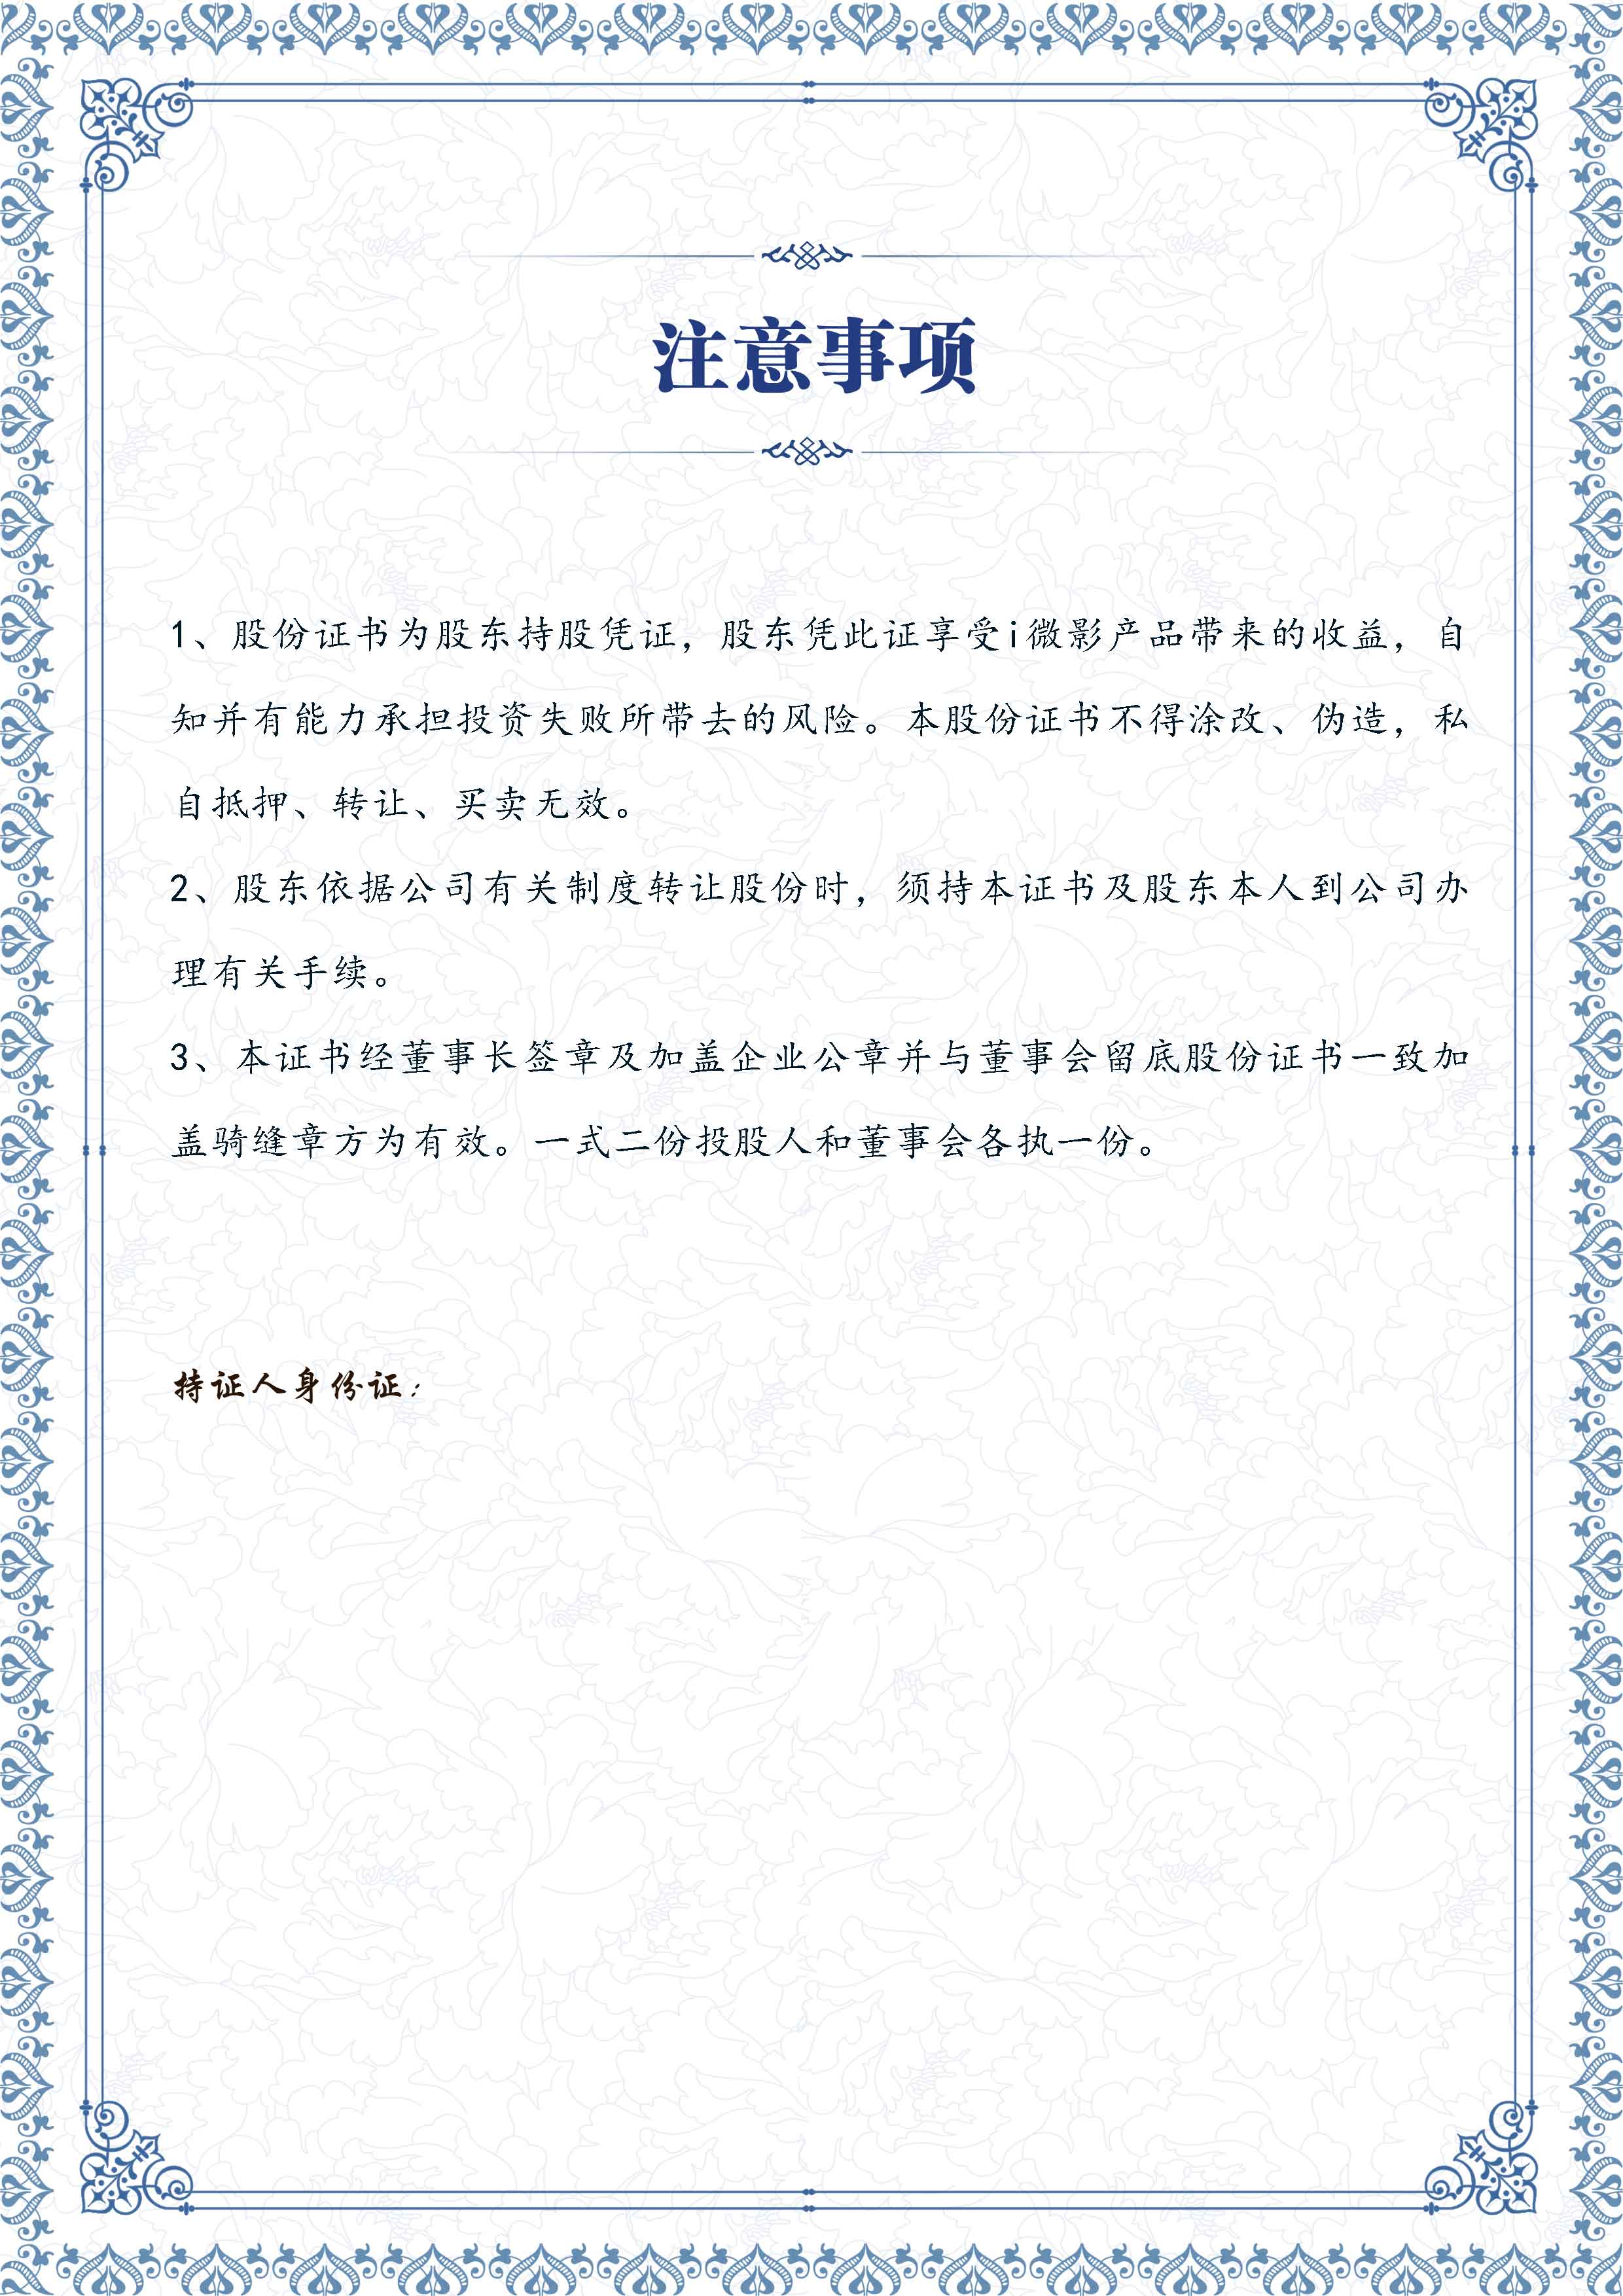 注意事项
1、股份证书为股东持股凭证，股东凭此证享受i微影产品带来的收益，自
知并有能力承担投资失败所带去的风险。本股份证书不得涂改、伪造，私
自抵押、转让、买卖无效。
2、股东依据公司有关制度转让股份时，须持本证书及股东本人到公司办
理有关手续。
3、本证书经董事长签章及加盖企业公章并与董事会留底股份证书一致加
盖骑缝章方为有效。一式二份投股人和董事会各执一份。
持证人身份证：